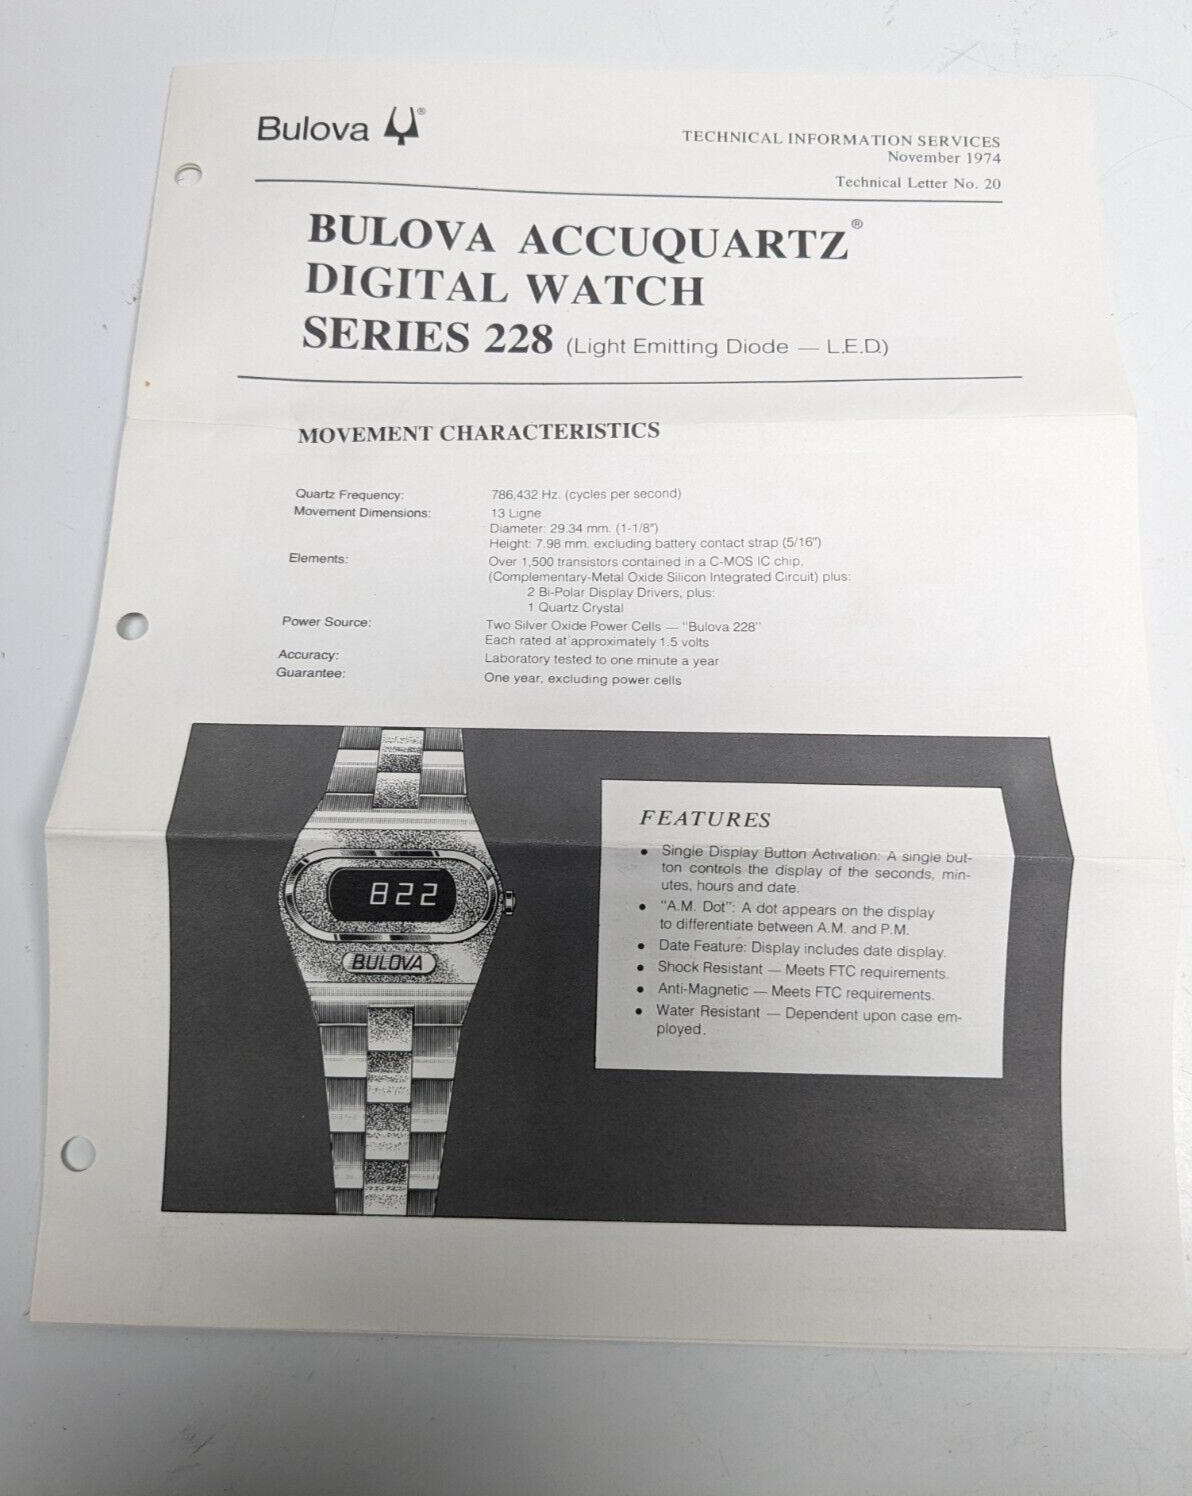 Bulova ®
TECHNICAL INFORMATION SERVICES
November 1974
Technical Letter No. 20
BULOVA ACCUQUARTZ®
DIGITAL WATCH
SERIES 228 (Light Emitting Diode — L.E.D.)
MOVEMENT CHARACTERISTICS
Quartz Frequency: 786,432 Hz. (cycles per second)
Movement Dimensions: 13 Ligne
Diameter: 29.34 mm. (1-1/8")
Height: 7.98 mm. excluding battery contact strap (5/16")
Elements: Over 1,500 transistors contained in a C-MOS IC chip,
(Complementary-Metal Oxide Silicon Integrated Circuit) plus:
2 Bi-Polar Display Drivers, plus:
1 Quartz Crystal
Power Source: Two Silver Oxide Power Cells — "Bulova 228"
Each rated at approximately 1.5 volts
Accuracy: Laboratory tested to one minute a year
Guarantee: One year, excluding power cells
822
BULOVA
FEATURES
• Single Display Button Activation: A single but-
ton controls the display of the seconds, min-
utes, hours and date.
• "A.M. Dot": A dot appears on the display
to differentiate between A.M. and P.M.
• Date Feature: Display includes date display.
• Shock Resistant — Meets FTC requirements.
• Anti-Magnetic — Meets FTC requirements.
• Water Resistant — Dependent upon case em-
ployed.